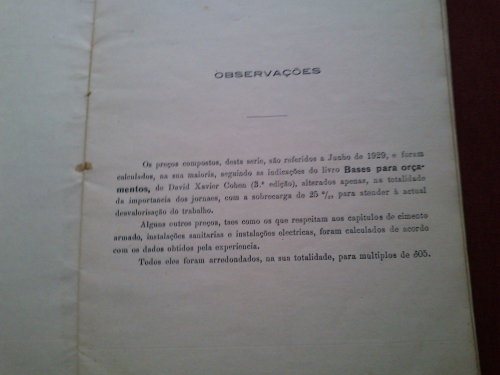 OBSERVAÇÕES
Os preços compostos, desta serie, são referidos a Junho de 1929, e foram
calculados, na sua maioria, seguindo as indicações do livro Bases para orça-
mentos, de David Xavier Cohen (3.ª edição), alterados apenas, na totalidade
da importancia dos jornaes, com a sobrecarga de 25 º/₀₀ para atender à actual
desvalorização do trabalho.
Alguns outros preços, taes como os que respeitam aos capitulos de cimento
armado, instalações sanitarias e instalações electricas, foram calculados de acordo
com os dados obtidos pela experiencia.
Todos eles foram arredondados, na sua totalidade, para multiplos de